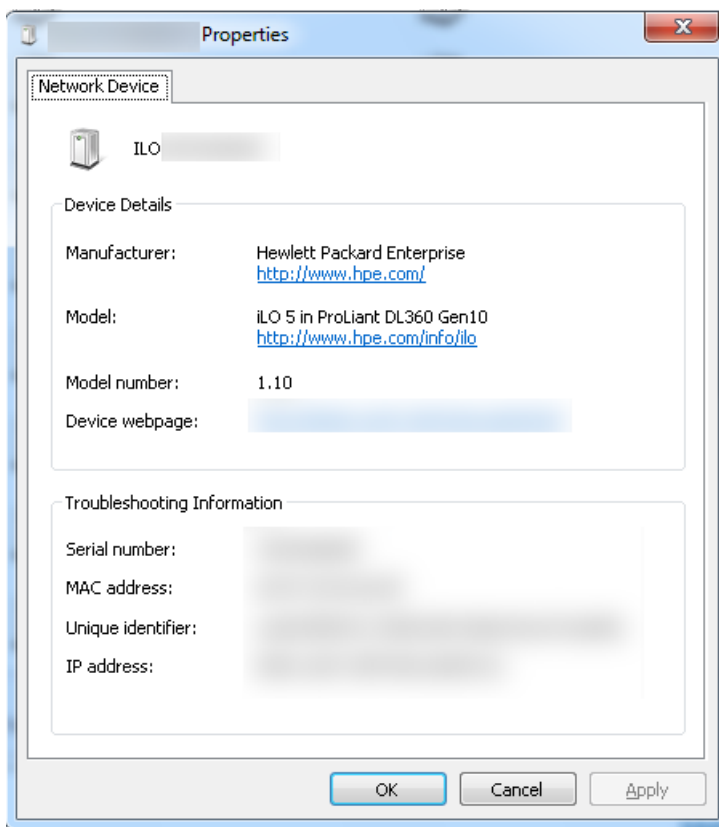 Properties
Network Device
ILO
Device Details
Manufacturer: Hewlett Packard Enterprise
http://www.hpe.com/
Model: iLO 5 in ProLiant DL360 Gen10
http://www.hpe.com/info/ilo
Model number: 1.10
Device webpage:
Troubleshooting Information
Serial number:
MAC address:
Unique identifier:
IP address:
OK Cancel Apply